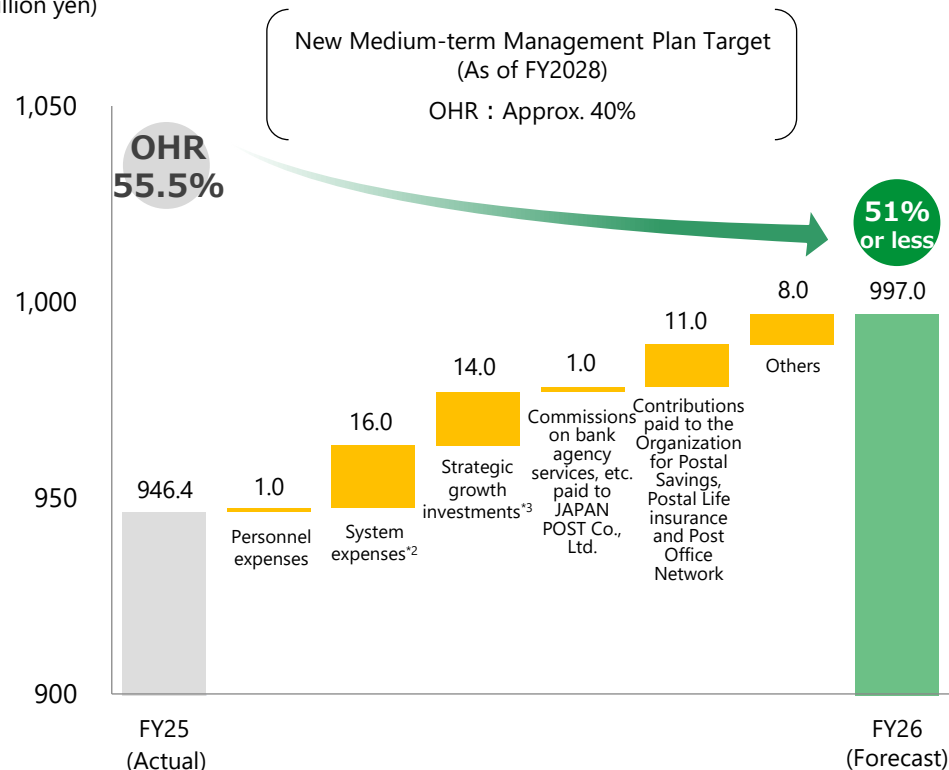 llion yen)
New Medium-term Management Plan Target
(As of FY2028)
OHR：Approx. 40%
1,050
1,000
950
900
OHR
55.5%
51%
or less
946.4
1.0
16.0
14.0
1.0
11.0
8.0
997.0
Personnel
expenses
System
expenses*2
Strategic
growth
investments*3
Commissions
on bank
agency
services, etc.
paid to
JAPAN
POST Co.,
Ltd.
Contributions
paid to the
Organization
for Postal
Savings,
Postal Life
insurance
and Post
Office
Network
Others
FY25
(Actual)
FY26
(Forecast)